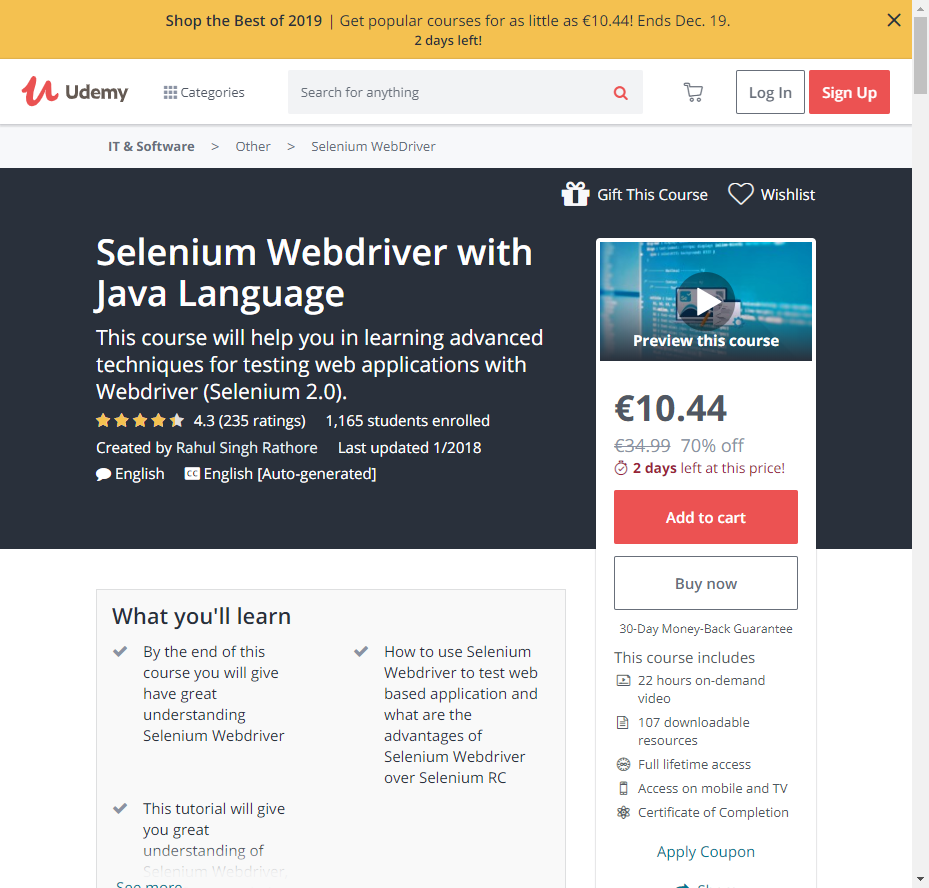 Shop the Best of 2019 | Get popular courses for as little as €10.44! Ends Dec. 19.
2 days left!
Udemy
Categories
Search for anything
Log In
Sign Up
IT & Software > Other > Selenium WebDriver
Gift This Course
Wishlist
Selenium Webdriver with
Java Language
This course will help you in learning advanced
techniques for testing web applications with
Webdriver (Selenium 2.0).
4.3 (235 ratings) 1,165 students enrolled
Created by Rahul Singh Rathore Last updated 1/2018
English CC English [Auto-generated]
Preview this course
€10.44
€34.99 70% off
2 days left at this price!
Add to cart
Buy now
30-Day Money-Back Guarantee
This course includes
22 hours on-demand
video
107 downloadable
resources
Full lifetime access
Access on mobile and TV
Certificate of Completion
Apply Coupon
Share
What you'll learn
By the end of this
course you will give
have great
understanding
Selenium Webdriver
How to use Selenium
Webdriver to test web
based application and
what are the
advantages of
Selenium Webdriver
over Selenium RC
This tutorial will give
you great
understanding of
Selenium Webdriver
See more